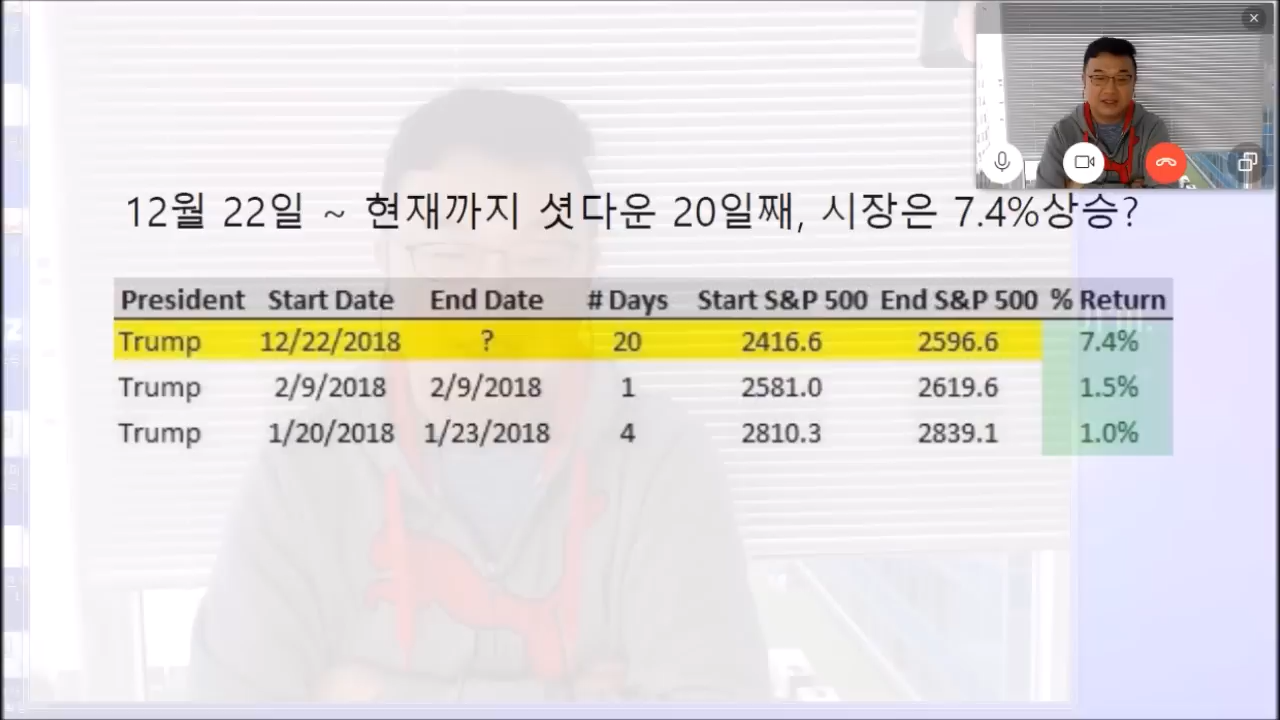 12월 22일 ~ 현재까지 셧다운 20일째, 시장은 7.4%상승?
President Start Date End Date # Days Start S&P 500 End S&P 500 % Return
Trump 12/22/2018 ? 20 2416.6 2596.6 7.4%
Trump 2/9/2018 2/9/2018 1 2581.0 2619.6 1.5%
Trump 1/20/2018 1/23/2018 4 2810.3 2839.1 1.0%